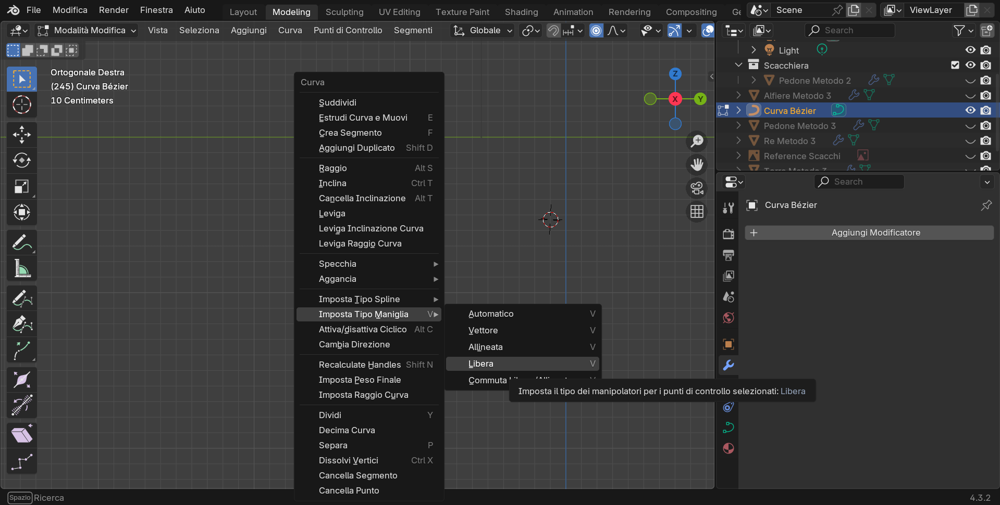 File Modifica Render Finestra Aiuto Layout Modeling Sculpting UV Editing Texture Paint Shading Animation Rendering Compositing Ge Scene ViewLayer
Modalità Modifica Vista Seleziona Aggiungi Curva Punti di Controllo Segmenti Globale Search
Ortogonale Destra
(245) Curva Bézier
10 Centimeters
Z
X
Y
Curva
Suddividi
Estrudi Curva e Muovi E
Crea Segmento F
Aggiungi Duplicato Shift D
Raggio Alt S
Inclina Ctrl T
Cancella Inclinazione Alt T
Leviga
Leviga Inclinazione Curva
Leviga Raggio Curva
Specchia
Aggancia
Imposta Tipo Spline
Imposta Tipo Maniglia V
Attiva/disattiva Ciclico Alt C
Cambia Direzione
Recalculate Handles Shift N
Imposta Peso Finale
Imposta Raggio Curva
Dividi Y
Decima Curva
Separa P
Dissolvi Vertici Ctrl X
Cancella Segmento
Cancella Punto
Automatico V
Vettore V
Allineata V
Libera V
Commuta
Imposta il tipo dei manipolatori per i punti di controllo selezionati: Libera
Light
Scacchiera
Pedone Metodo 2
Alfiere Metodo 3
Curva Bézier
Pedone Metodo 3
Re Metodo 3
Reference Scacchi
Torre Metodo 3
Search
Curva Bézier
Aggiungi Modificatore
Spazio Ricerca
4.3.2